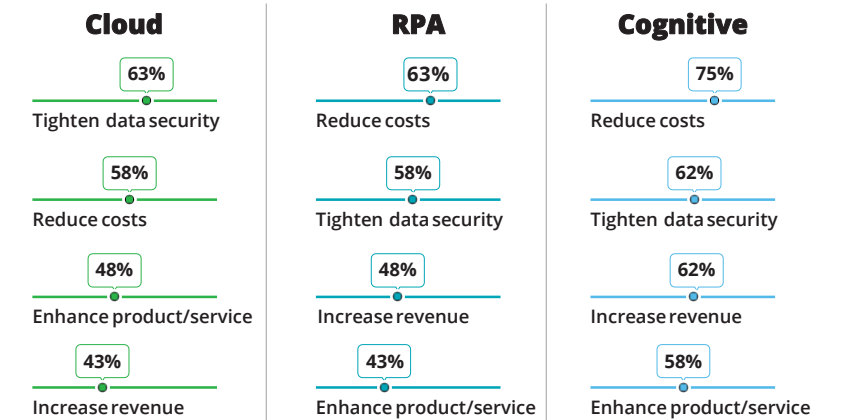 Cloud
63%
Tighten data security
58%
Reduce costs
48%
Enhance product/service
43%
Increase revenue
RPA
63%
Reduce costs
58%
Tighten data security
48%
Increase revenue
43%
Enhance product/service
Cognitive
75%
Reduce costs
62%
Tighten data security
62%
Increase revenue
58%
Enhance product/service